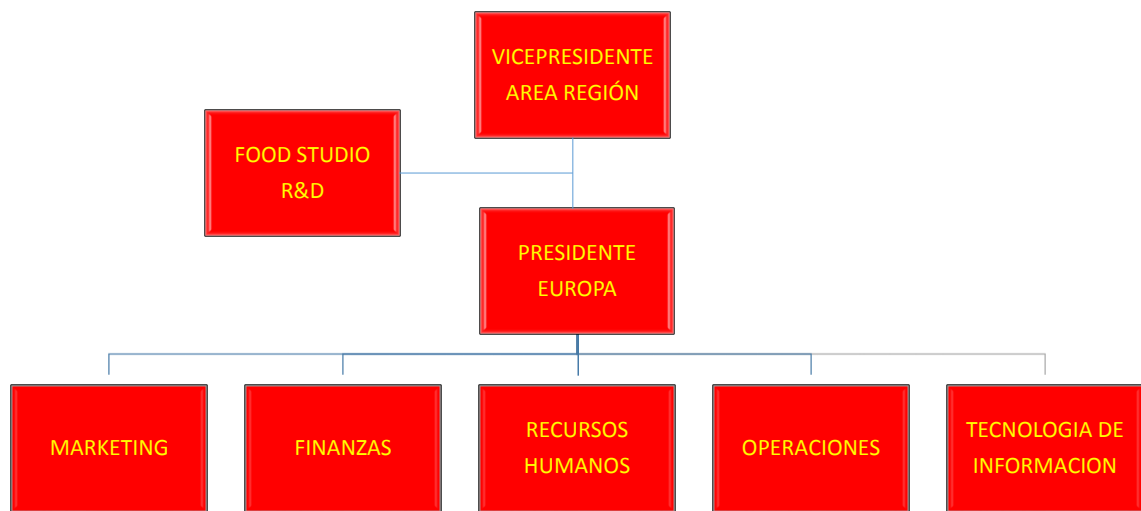 VICEPRESIDENTE
AREA REGIÓN
FOOD STUDIO
R&D
PRESIDENTE
EUROPA
MARKETING
FINANZAS
RECURSOS
HUMANOS
OPERACIONES
TECNOLOGIA DE
INFORMACION